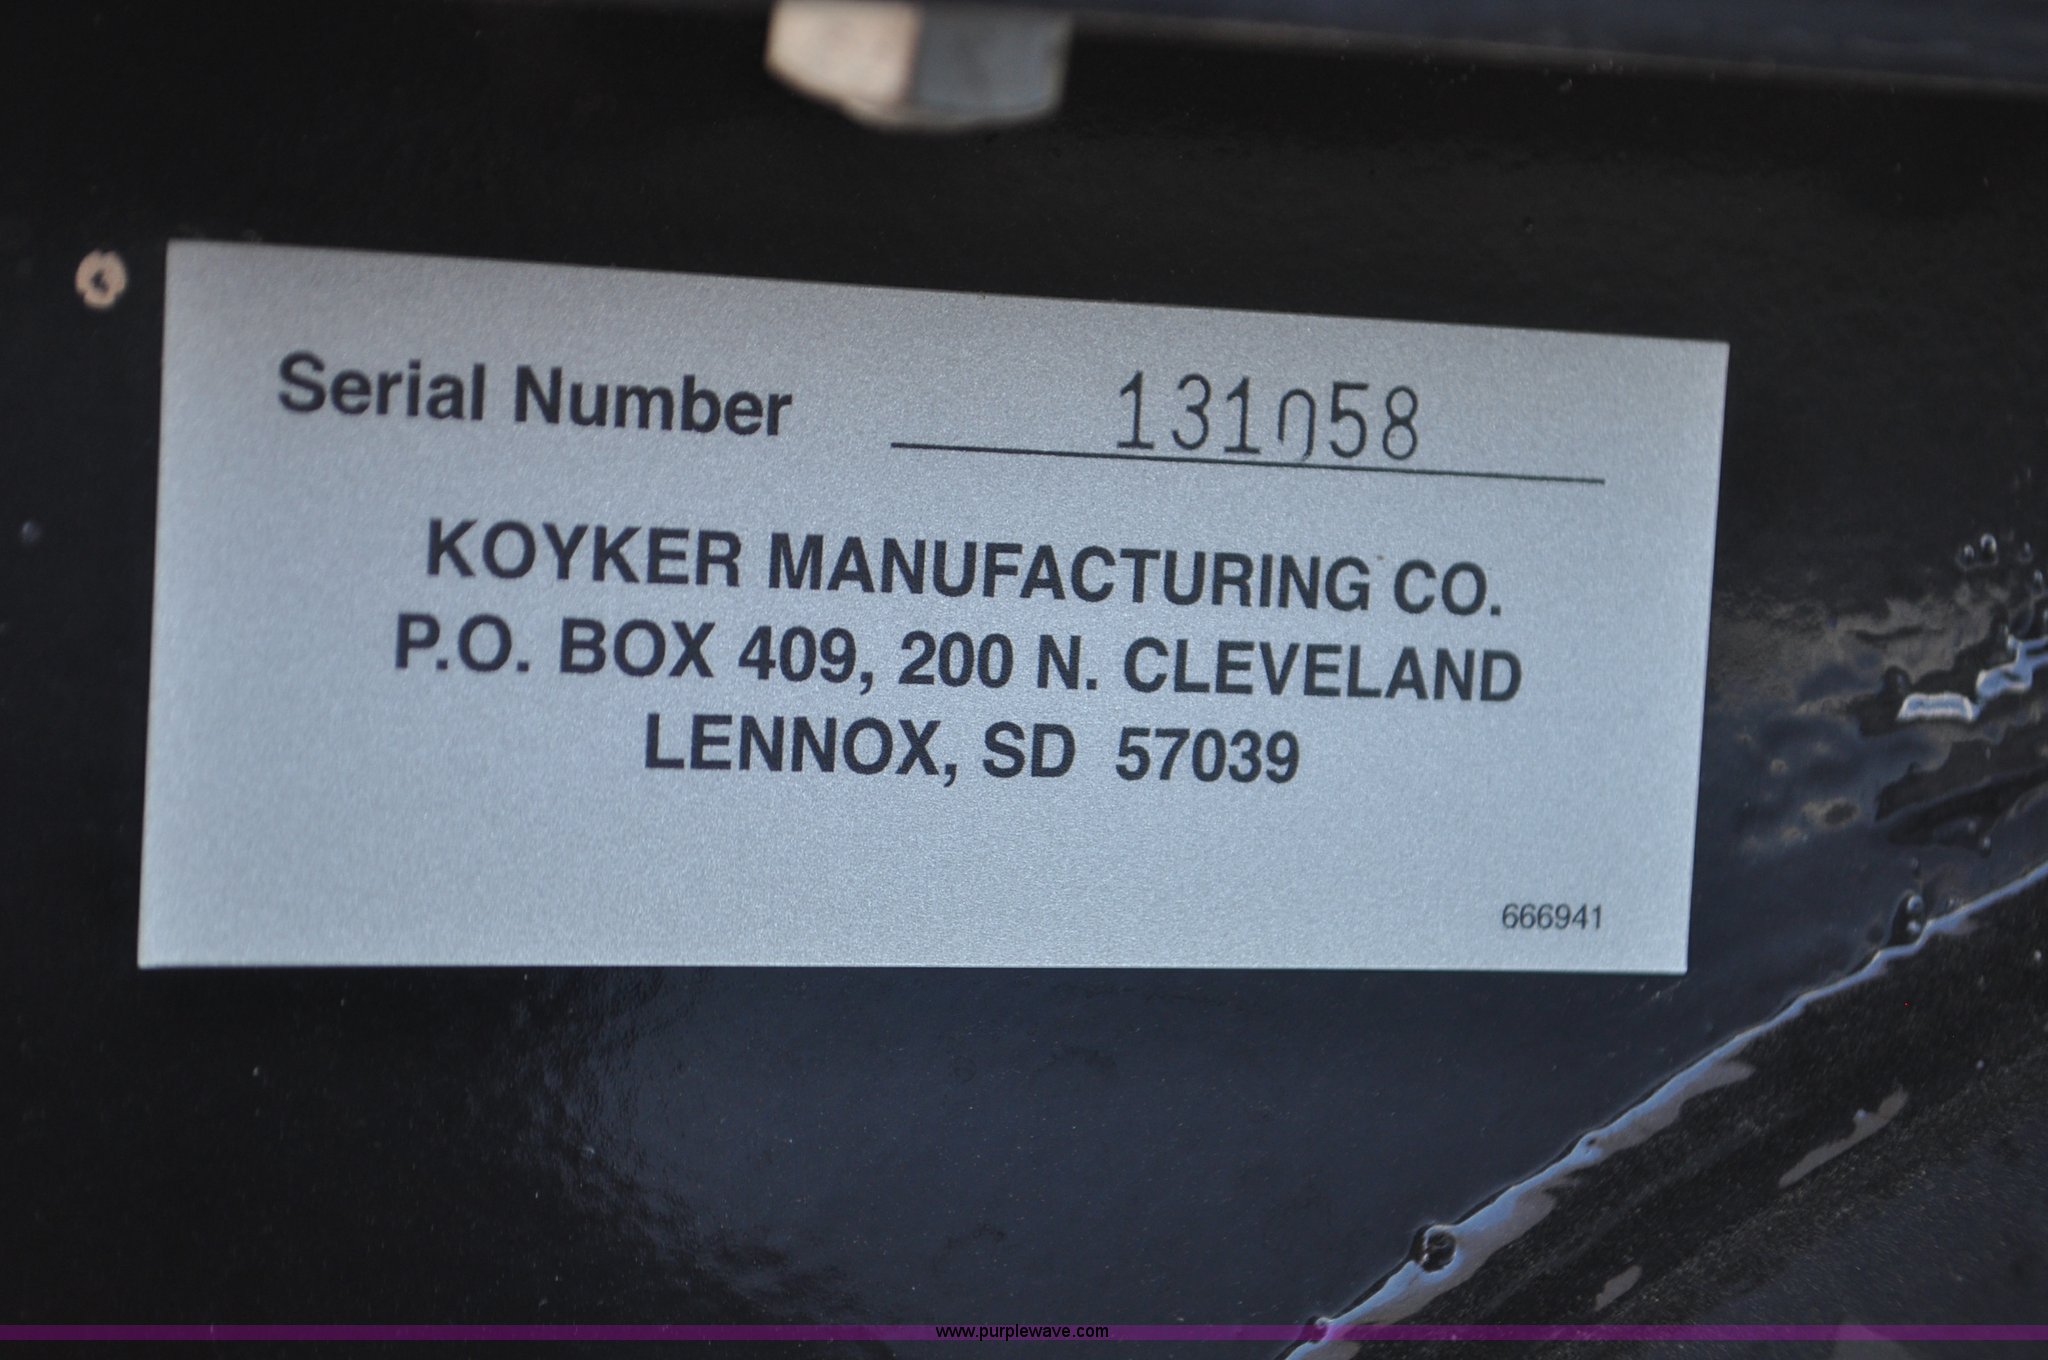 Serial Number 131058
KOYKER MANUFACTURING CO.
P.O. BOX 409, 200 N. CLEVELAND
LENNOX, SD 57039
666941
www.purplewave.com